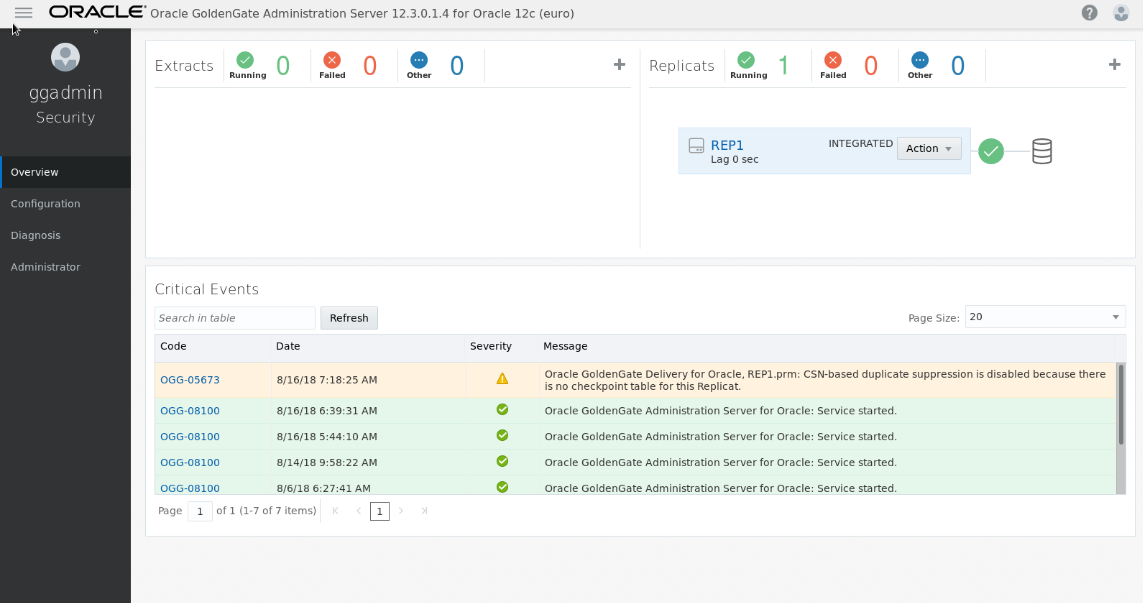 ORACLE Oracle GoldenGate Administration Server 12.3.0.1.4 for Oracle 12c (euro)
?
ggadmin
Security
Overview
Configuration
Diagnosis
Administrator
Extracts
Running 0
Failed 0
Other 0
+
Replicats
Running 1
Failed 0
Other 0
+
REP1
Lag 0 sec
INTEGRATED
Action
Critical Events
Search in table
Refresh
Page Size: 20
Code Date Severity Message
OGG-05673 8/16/18 7:18:25 AM Oracle GoldenGate Delivery for Oracle, REP1.prm: CSN-based duplicate suppression is disabled because there
is no checkpoint table for this Replicat.
OGG-08100 8/16/18 6:39:31 AM Oracle GoldenGate Administration Server for Oracle: Service started.
OGG-08100 8/16/18 5:44:10 AM Oracle GoldenGate Administration Server for Oracle: Service started.
OGG-08100 8/14/18 9:58:22 AM Oracle GoldenGate Administration Server for Oracle: Service started.
OGG-08100 8/6/18 6:27:41 AM Oracle GoldenGate Administration Server for Oracle: Service started.
Page 1 of 1 (1-7 of 7 items) 1